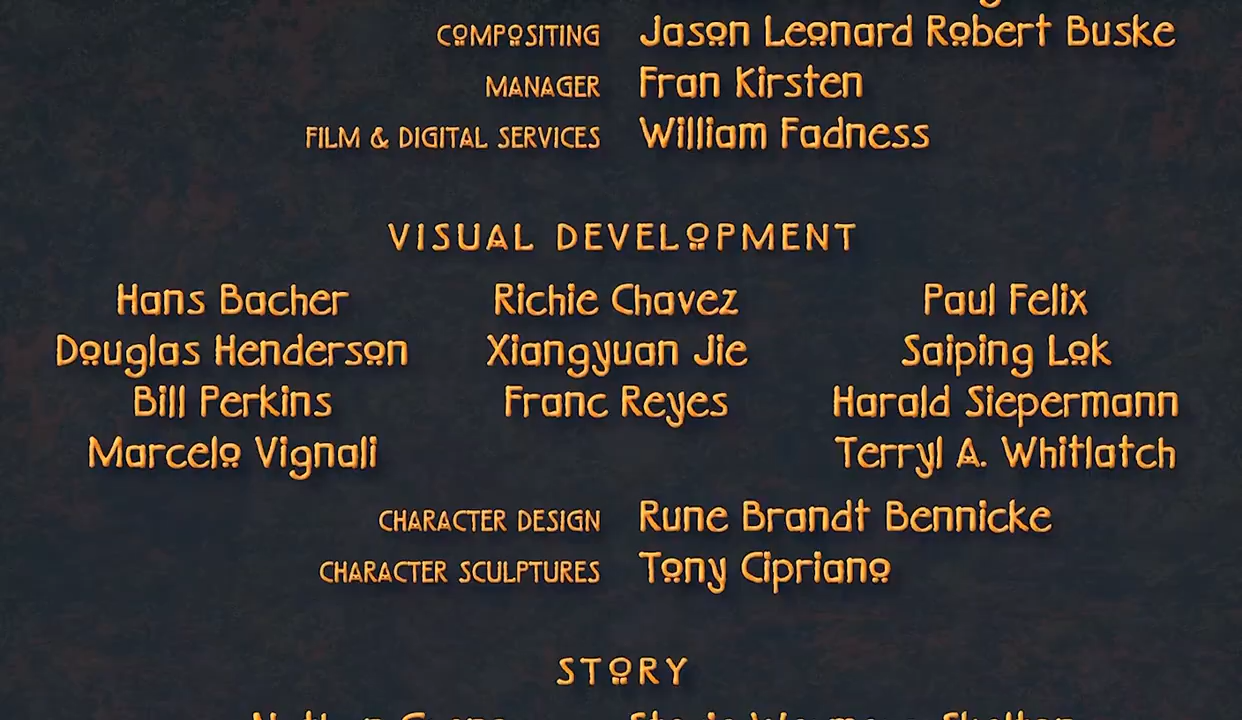 COMPOSITING Jason Leonard Robert Buske
MANAGER Fran Kirsten
FILM & DIGITAL SERVICES William Fadness
VISUAL DEVELOPMENT
Hans Bacher Richie Chavez Paul Felix
Douglas Henderson Xiangyuan Jie Saiping Lok
Bill Perkins Franc Reyes Harald Siepermann
Marcelo Vignali Terryl A. Whitlatch
CHARACTER DESIGN Rune Brandt Bennicke
CHARACTER SCULPTURES Tony Cipriano
STORY